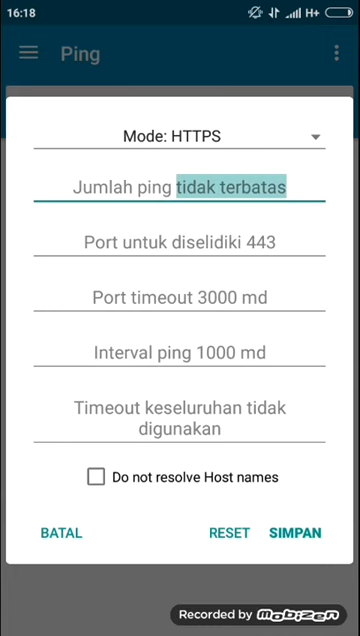 16:18
H+
Ping
Mode: HTTPS
Jumlah ping tidak terbatas
Port untuk diselidiki 443
Port timeout 3000 md
Interval ping 1000 md
Timeout keseluruhan tidak
digunakan
Do not resolve Host names
BATAL RESET SIMPAN
Recorded by mobizen